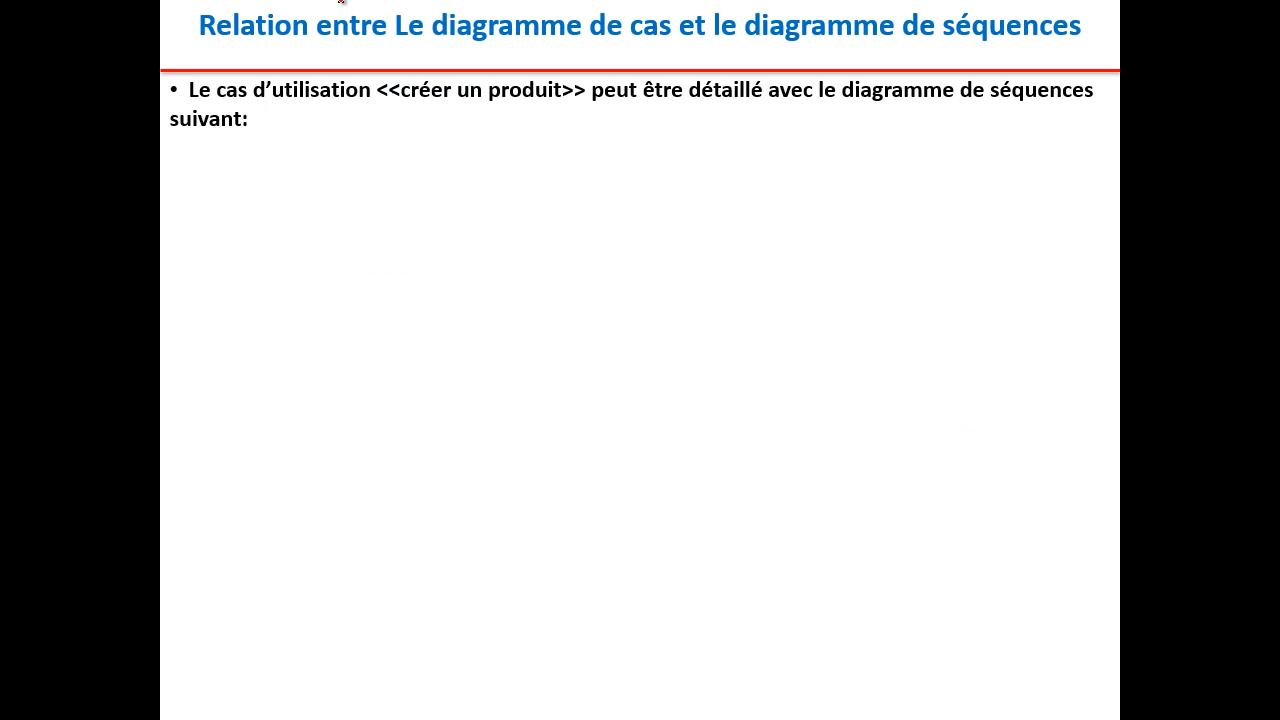 Relation entre Le diagramme de cas et le diagramme de séquences
• Le cas d’utilisation <<créer un produit>> peut être détaillé avec le diagramme de séquences
suivant: